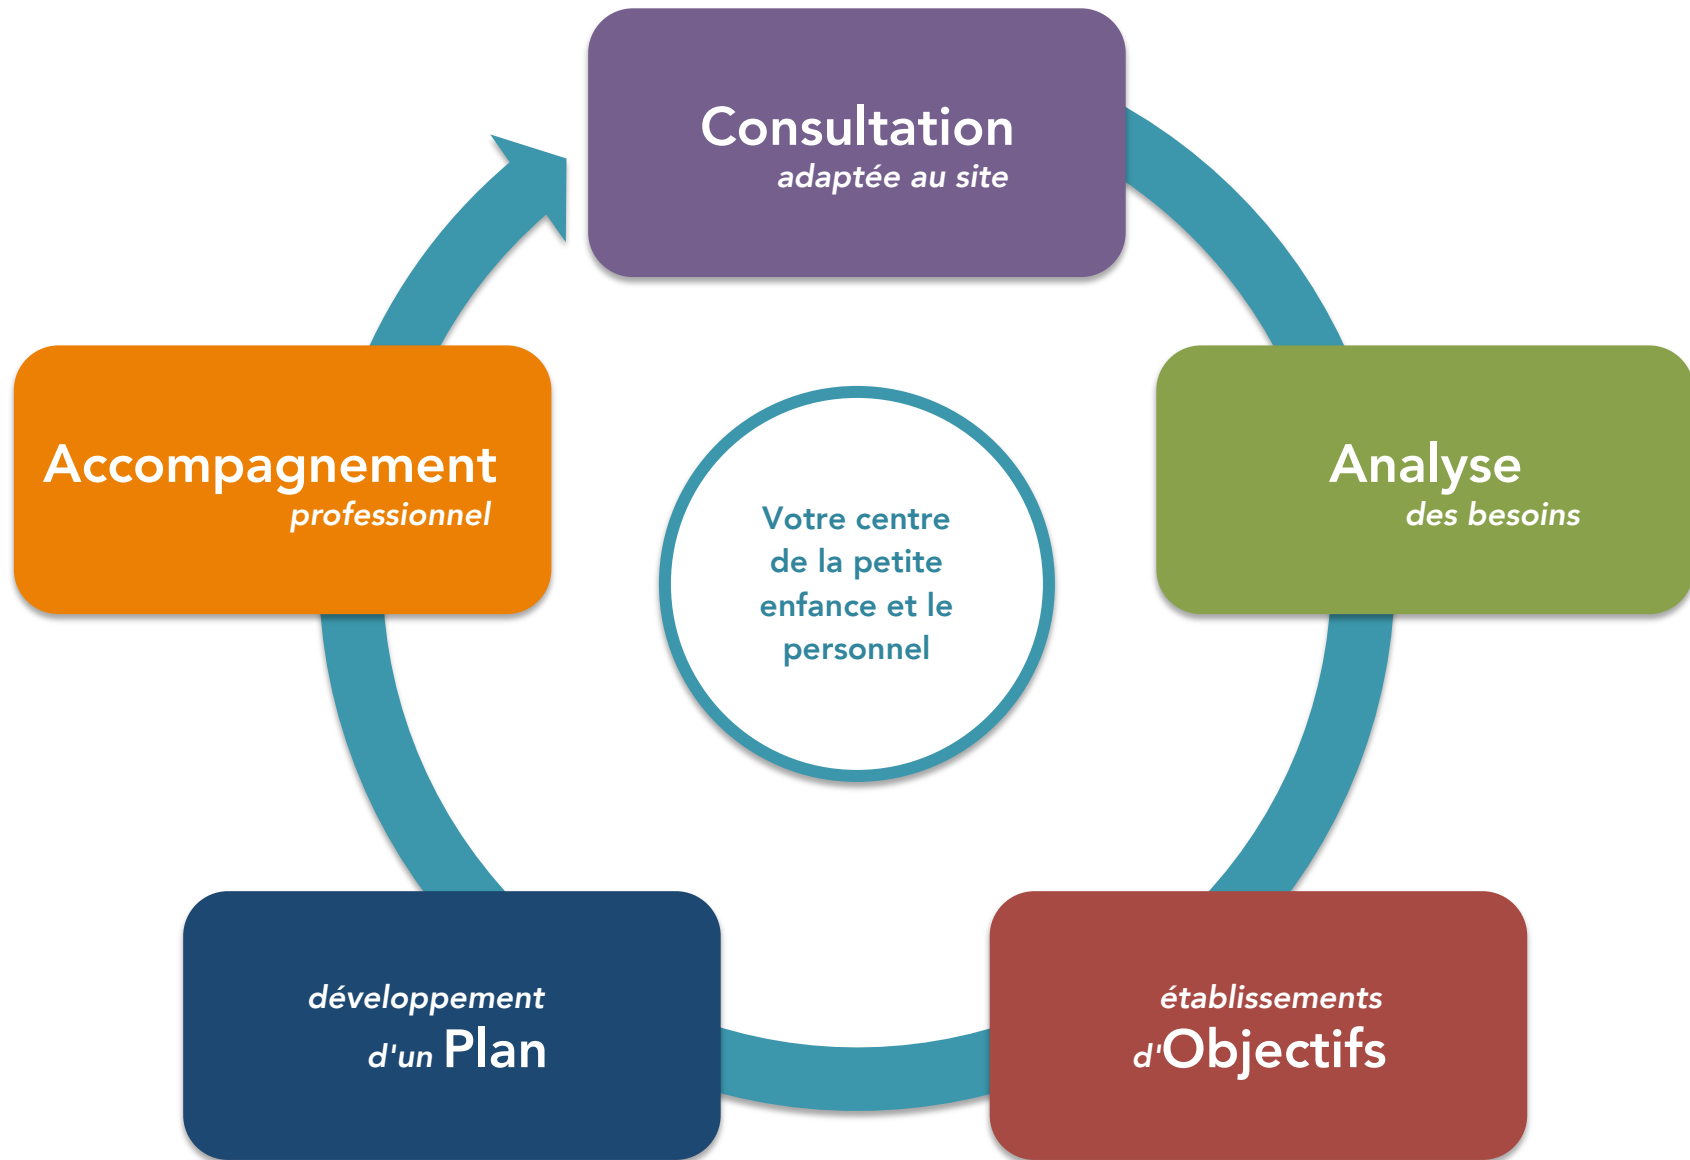 Consultation
adaptée au site
Analyse
des besoins
établissements
d'Objectifs
développement
d'un Plan
Accompagnement
professionnel
Votre centre
de la petite
enfance et le
personnel